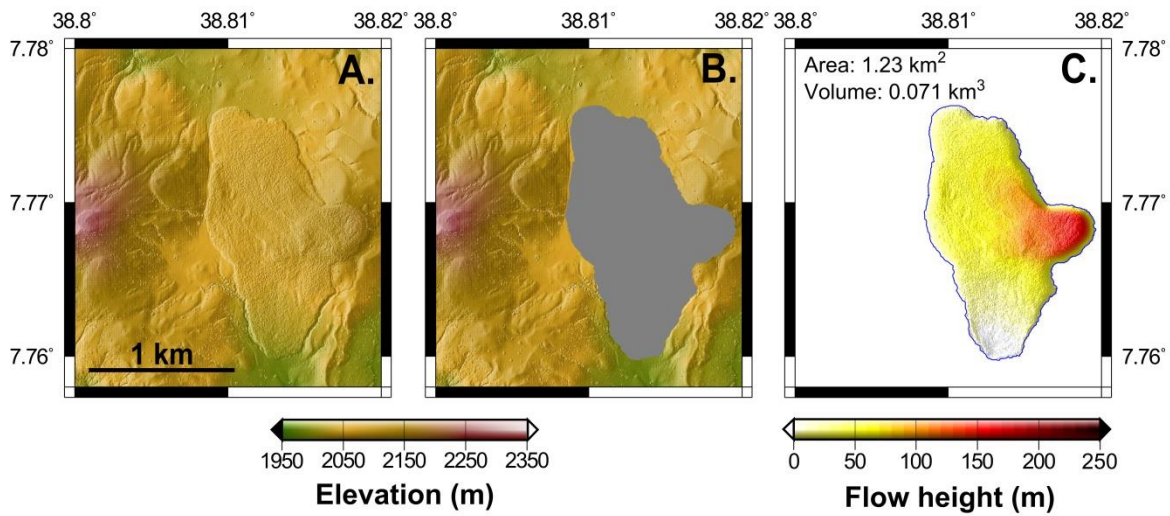 38.8° 38.81° 38.82° 38.8° 38.81° 38.82° 38.8° 38.81° 38.82°
7.78° 7.78°
A. B. C.
Area: 1.23 km²
Volume: 0.071 km³
7.77° 7.77°
7.76° 7.76°
1 km
1950 2050 2150 2250 2350
Elevation (m)
0 50 100 150 200 250
Flow height (m)